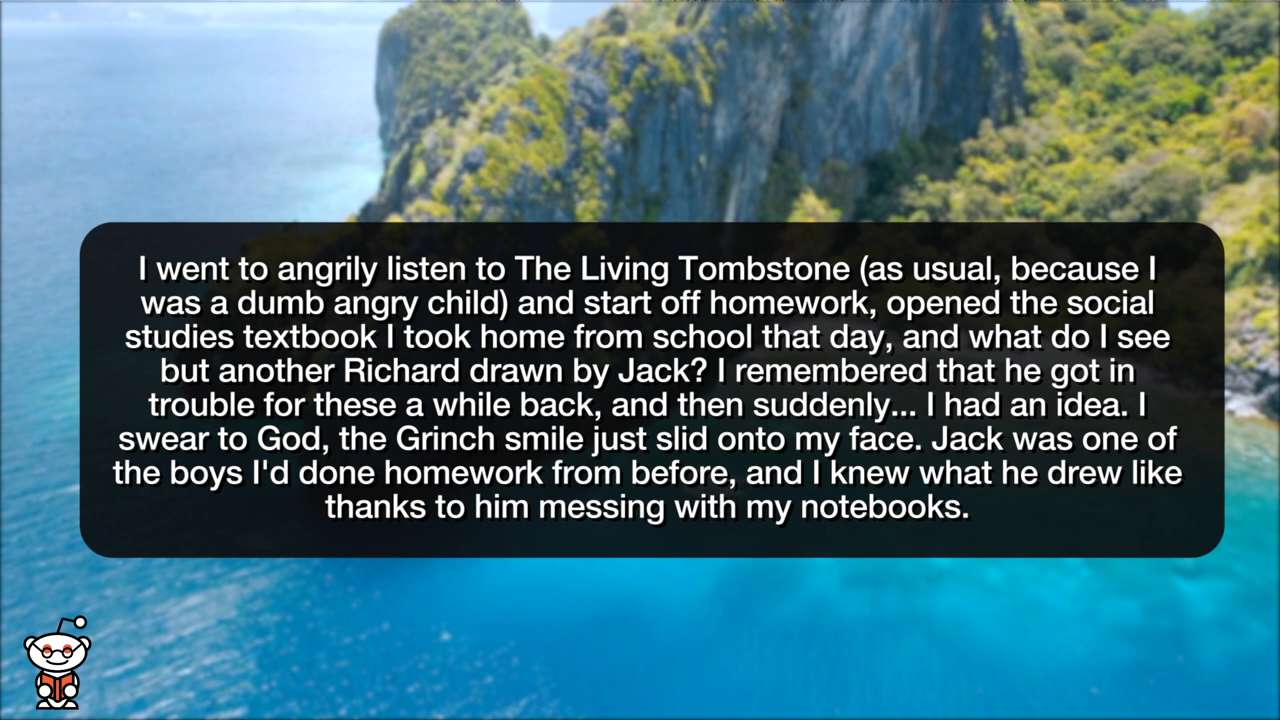 I went to angrily listen to The Living Tombstone (as usual, because I
was a dumb angry child) and start off homework, opened the social
studies textbook I took home from school that day, and what do I see
but another Richard drawn by Jack? I remembered that he got in
trouble for these a while back, and then suddenly... I had an idea. I
swear to God, the Grinch smile just slid onto my face. Jack was one of
the boys I'd done homework from before, and I knew what he drew like
thanks to him messing with my notebooks.